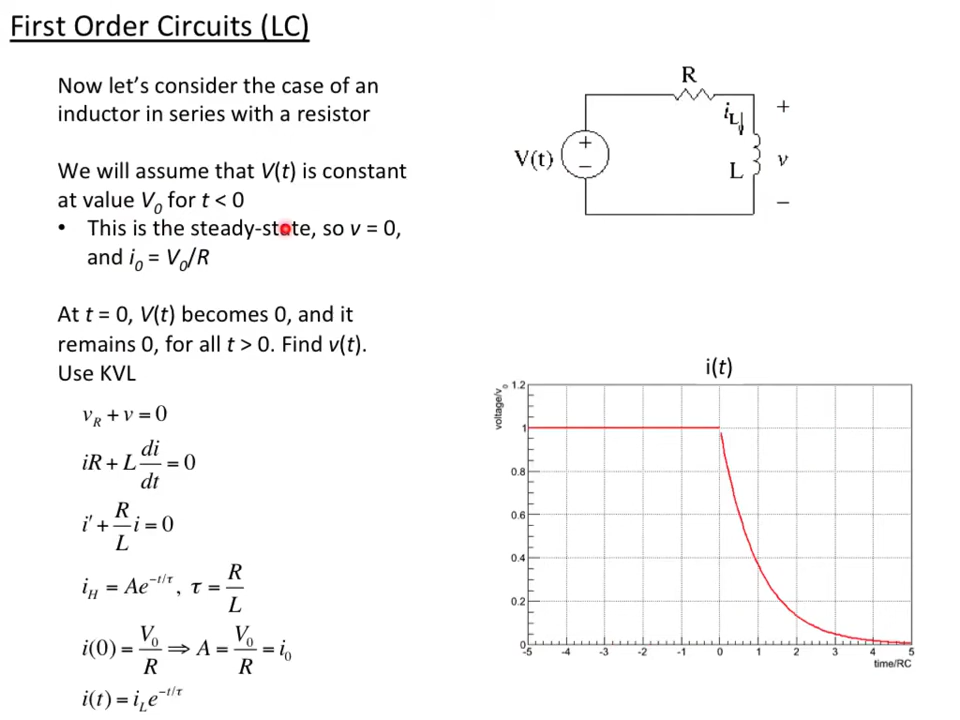 First Order Circuits (LC)
Now let's consider the case of an
inductor in series with a resistor
We will assume that V(t) is constant
at value V₀ for t < 0
• This is the steady-state, so v = 0,
and i₀ = V₀/R
At t = 0, V(t) becomes 0, and it
remains 0, for all t > 0. Find v(t).
Use KVL
v_R + v = 0
iR + L di/dt = 0
i' + R/L i = 0
i_H = Ae^(-t/τ), τ = R/L
i(0) = V₀/R ⇒ A = V₀/R = i₀
i(t) = i_L e^(-t/τ)
R
i_L
+
V(t)
+
−
L
v
−
i(t)
voltage/v₀
1.2
1
0.8
0.6
0.4
0.2
0
-5 -4 -3 -2 -1 0 1 2 3 4 5
time/RC